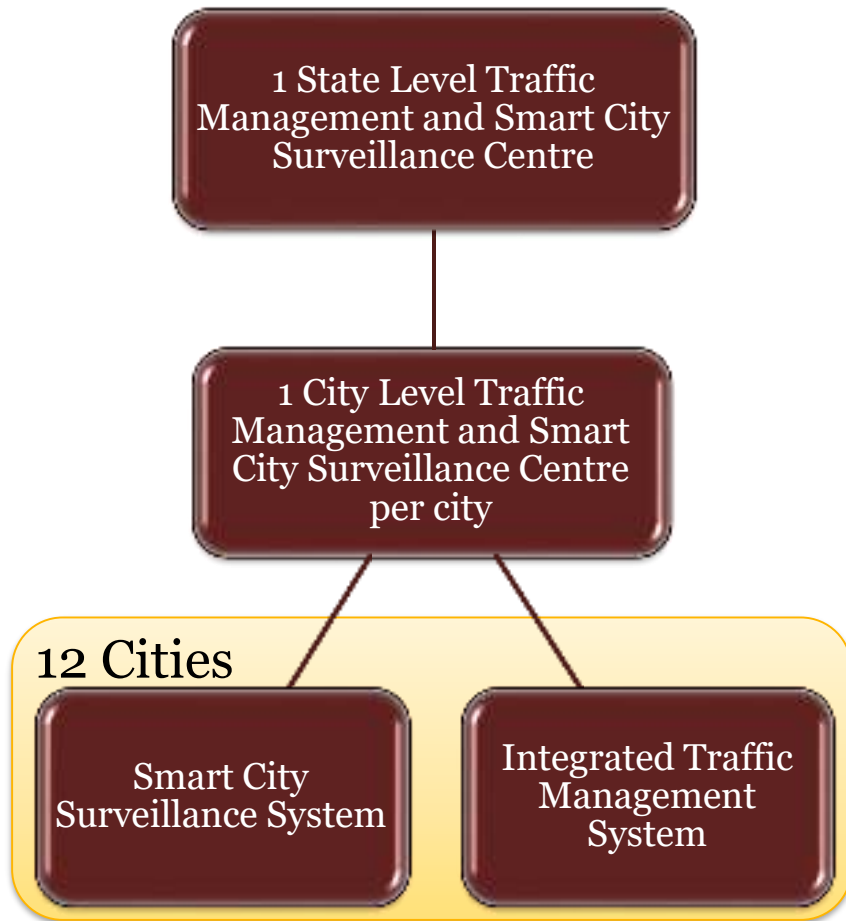 1 State Level Traffic
Management and Smart City
Surveillance Centre
1 City Level Traffic
Management and Smart
City Surveillance Centre
per city
12 Cities
Smart City
Surveillance System
Integrated Traffic
Management
System